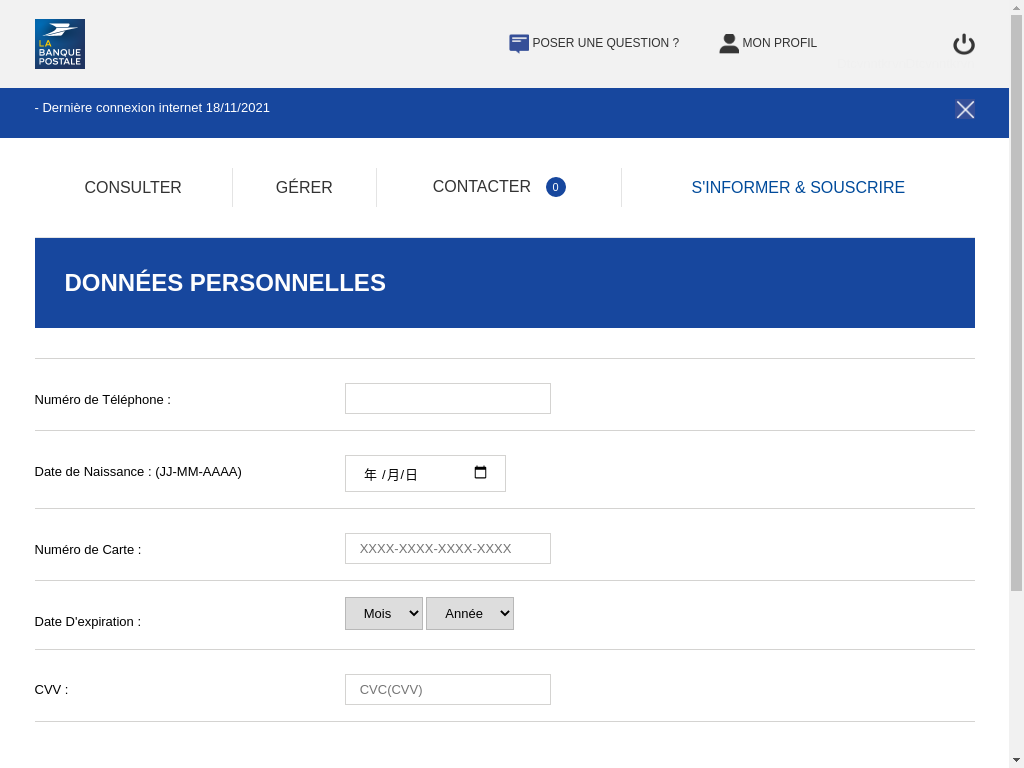 LA
BANQUE
POSTALE
POSER UNE QUESTION ?
MON PROFIL
- Dernière connexion internet 18/11/2021
CONSULTER
GÉRER
CONTACTER 0
S'INFORMER & SOUSCRIRE
DONNÉES PERSONNELLES
Numéro de Téléphone :
Date de Naissance : (JJ-MM-AAAA)
年 /月/日
Numéro de Carte :
XXXX-XXXX-XXXX-XXXX
Date D'expiration :
Mois
Année
CVV :
CVC(CVV)